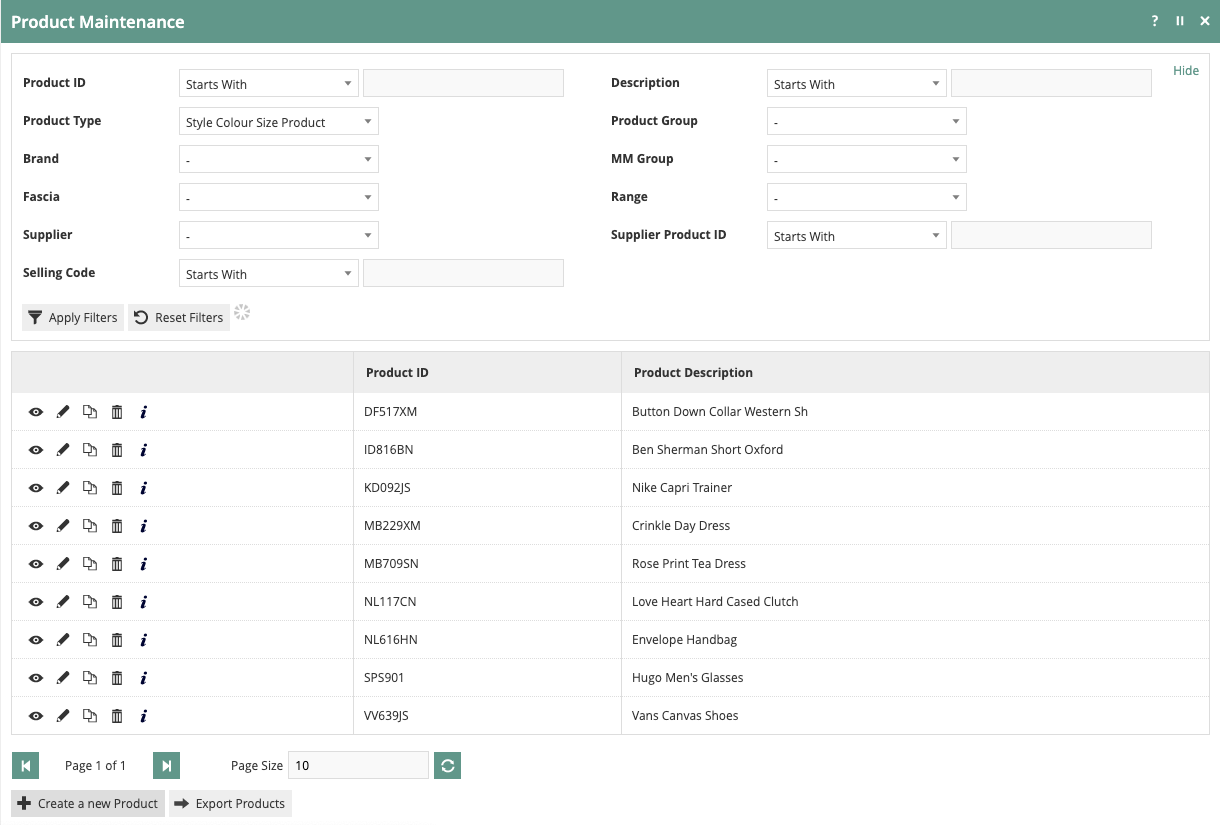 Product Maintenance ?
Hide
Product ID Starts With Description Starts With
Product Type Style Colour Size Product Product Group -
Brand - MM Group -
Fascia - Range -
Supplier - Supplier Product ID Starts With
Selling Code Starts With
Apply Filters Reset Filters
Product ID Product Description
DF517XM Button Down Collar Western Sh
ID816BN Ben Sherman Short Oxford
KD092JS Nike Capri Trainer
MB229XM Crinkle Day Dress
MB709SN Rose Print Tea Dress
NL117CN Love Heart Hard Cased Clutch
NL616HN Envelope Handbag
SPS901 Hugo Men's Glasses
VV639JS Vans Canvas Shoes
Page 1 of 1 Page Size 10
Create a new Product Export Products